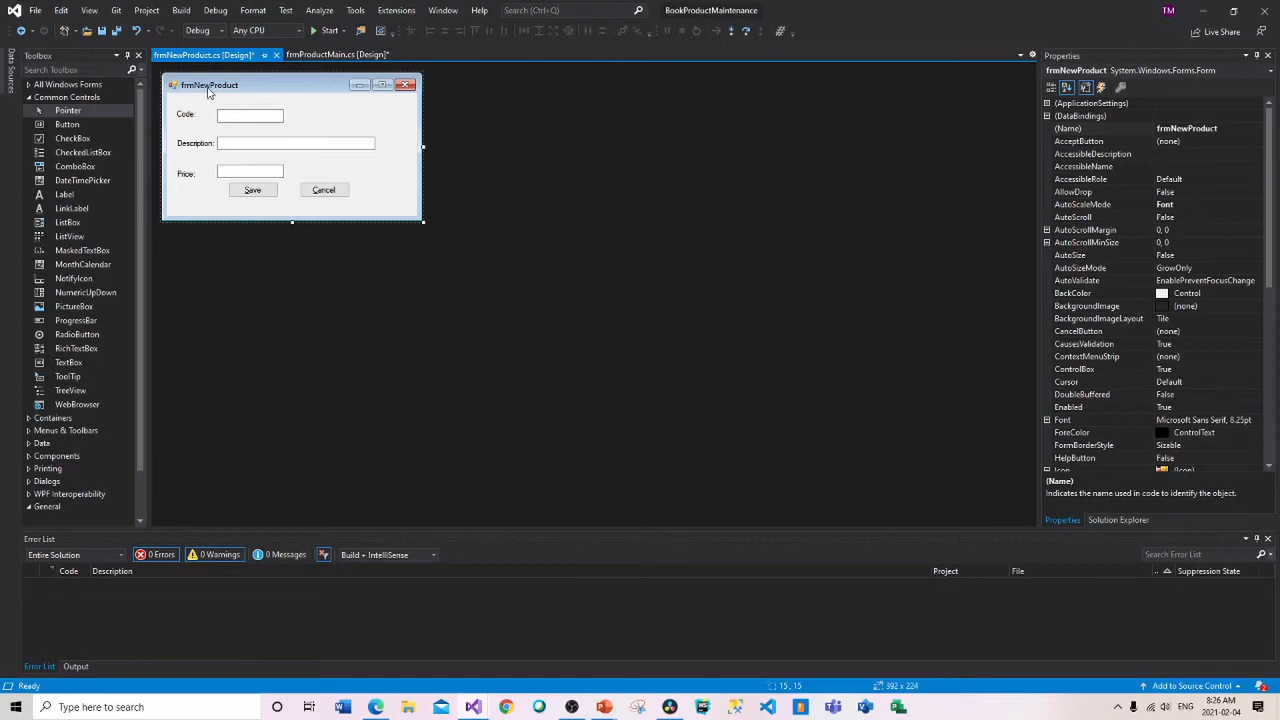 File Edit View Git Project Build Debug Format Test Analyze Tools Extensions Window Help Search (Ctrl+Q) BookProductMaintenance TM
Debug Any CPU Start Live Share
Data Sources
Toolbox
Search Toolbox
All Windows Forms
Common Controls
Pointer
Button
CheckBox
CheckedListBox
ComboBox
DateTimePicker
Label
LinkLabel
ListBox
ListView
MaskedTextBox
MonthCalendar
NotifyIcon
NumericUpDown
PictureBox
ProgressBar
RadioButton
RichTextBox
TextBox
ToolTip
TreeView
WebBrowser
Containers
Menus & Toolbars
Data
Components
Printing
Dialogs
WPF Interoperability
General
frmNewProduct.cs [Design]* frmProductMain.cs [Design]*
frmNewProduct
Code:
Description:
Price:
Save Cancel
Properties
frmNewProduct System.Windows.Forms.Form
(ApplicationSettings)
(DataBindings)
(Name) frmNewProduct
AcceptButton (none)
AccessibleDescription
AccessibleName
AccessibleRole Default
AllowDrop False
AutoScaleMode Font
AutoScroll False
AutoScrollMargin 0, 0
AutoScrollMinSize 0, 0
AutoSize False
AutoSizeMode GrowOnly
AutoValidate EnablePreventFocusChange
BackColor Control
BackgroundImage (none)
BackgroundImageLayout Tile
CancelButton (none)
CausesValidation True
ContextMenuStrip (none)
ControlBox True
Cursor Default
DoubleBuffered False
Enabled True
Font Microsoft Sans Serif, 8.25pt
ForeColor ControlText
FormBorderStyle Sizable
HelpButton False
Icon (Icon)
(Name)
Indicates the name used in code to identify the object.
Properties Solution Explorer
Error List
Entire Solution 0 Errors 0 Warnings 0 Messages Build + IntelliSense Search Error List
Code Description Project File .. Suppression State
Error List Output
Ready 15, 15 392 x 224 Add to Source Control 2
Type here to search ENG 8:26 AM 2021-02-04